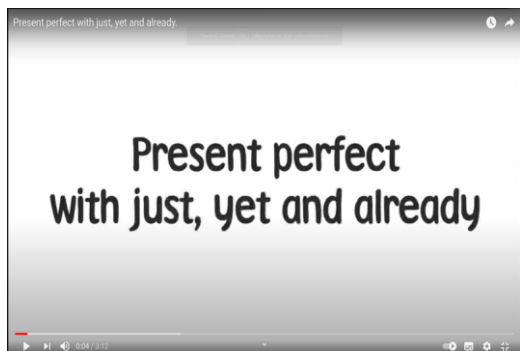 Present perfect with just, yet and already.
Present perfect
with just, yet and already
0:04 / 3:12